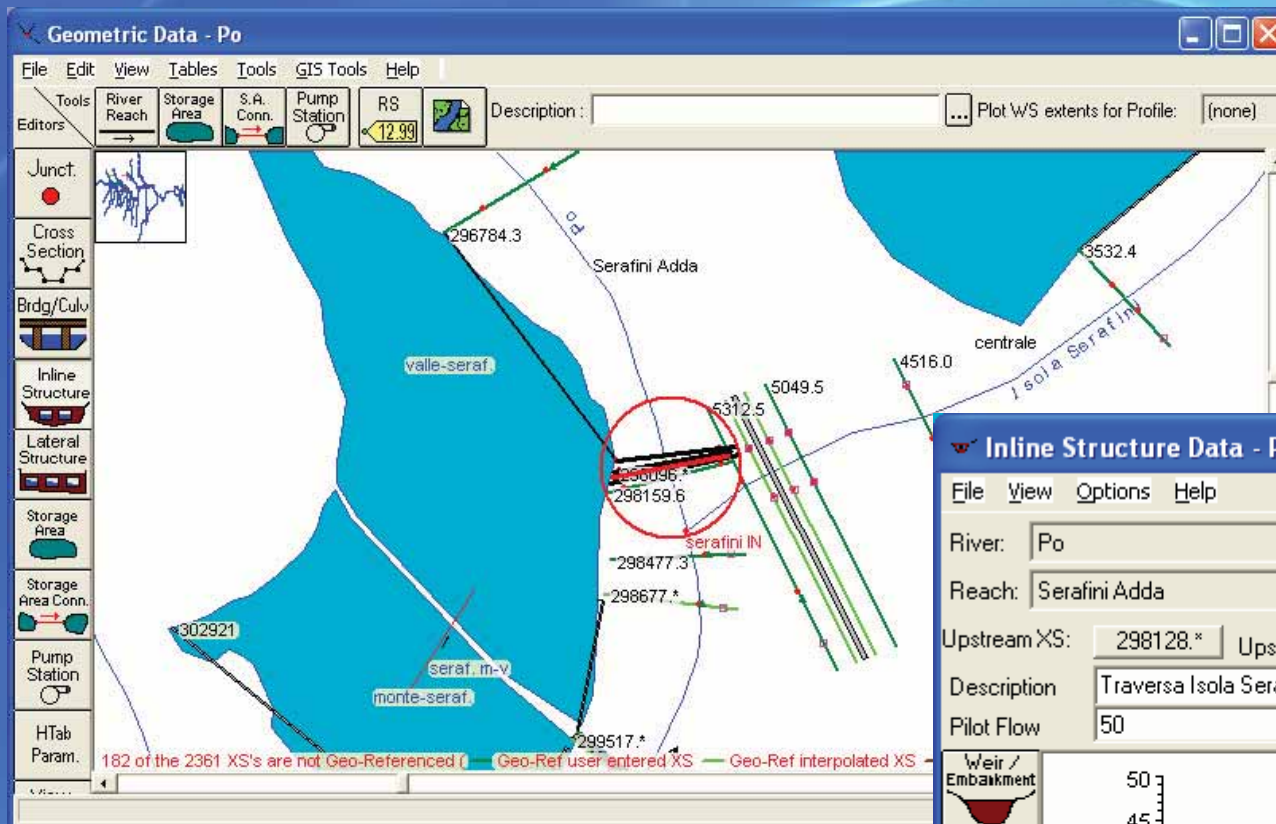 Geometric Data - Po
File Edit View Tables Tools GIS Tools Help
Tools
Editors
River Reach
Storage Area
S.A. Conn.
Pump Station
RS
12.99
Description :
...
Plot WS extents for Profile:
(none)
Junct.
Cross Section
Brdg/Culv
Inline Structure
Lateral Structure
Storage Area
Storage Area Conn.
Pump Station
HTab Param.
296784.3
Po
Serafini Adda
3532.4
centrale
Isola Serafini
valle-seraf.
4516.0
5049.5
5312.5
298159.6
serafini IN
298477.3
298677.*
302921
seraf. m-v
monte-seraf.
299517.*
182 of the 2361 XS's are not Geo-Referenced ( Geo-Ref user entered XS Geo-Ref interpolated XS
Inline Structure Data - P
File View Options Help
River: Po
Reach: Serafini Adda
Upstream XS: 298128.* Ups
Description Traversa Isola Sera
Pilot Flow 50
Weir / Embankment
50
45